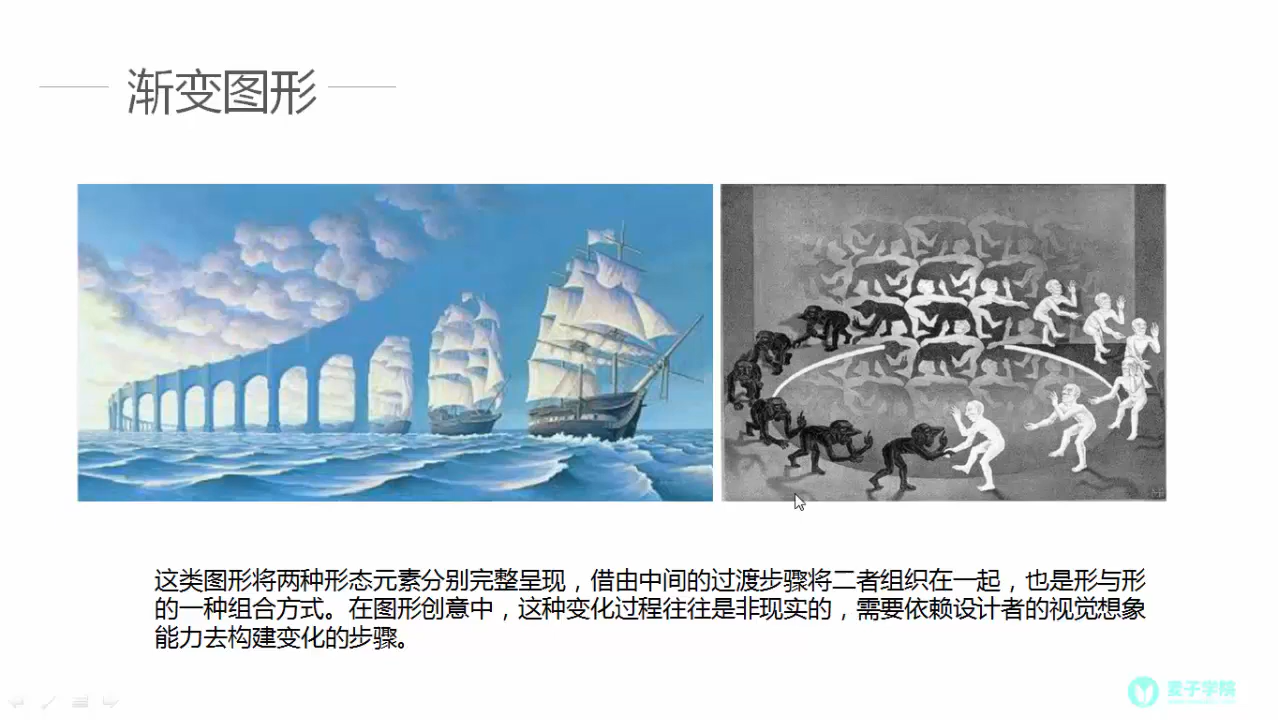 渐变图形
这类图形将两种形态元素分别完整呈现，借由中间的过渡步骤将二者组织在一起，也是形与形
的一种组合方式。在图形创意中，这种变化过程往往是非现实的，需要依赖设计者的视觉想象
能力去构建变化的步骤。
麦子学院